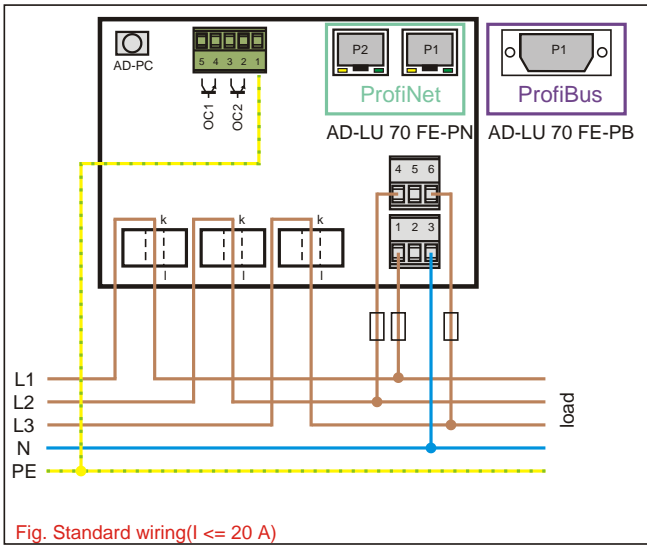 P2 P1 P1
AD-PC
5 4 3 2 1
ProfiNet ProfiBus
OC1 OC2
AD-LU 70 FE-PN AD-LU 70 FE-PB
4 5 6
1 2 3
k k k
l l l
L1
L2
L3
N
PE
load
Fig. Standard wiring(I <= 20 A)